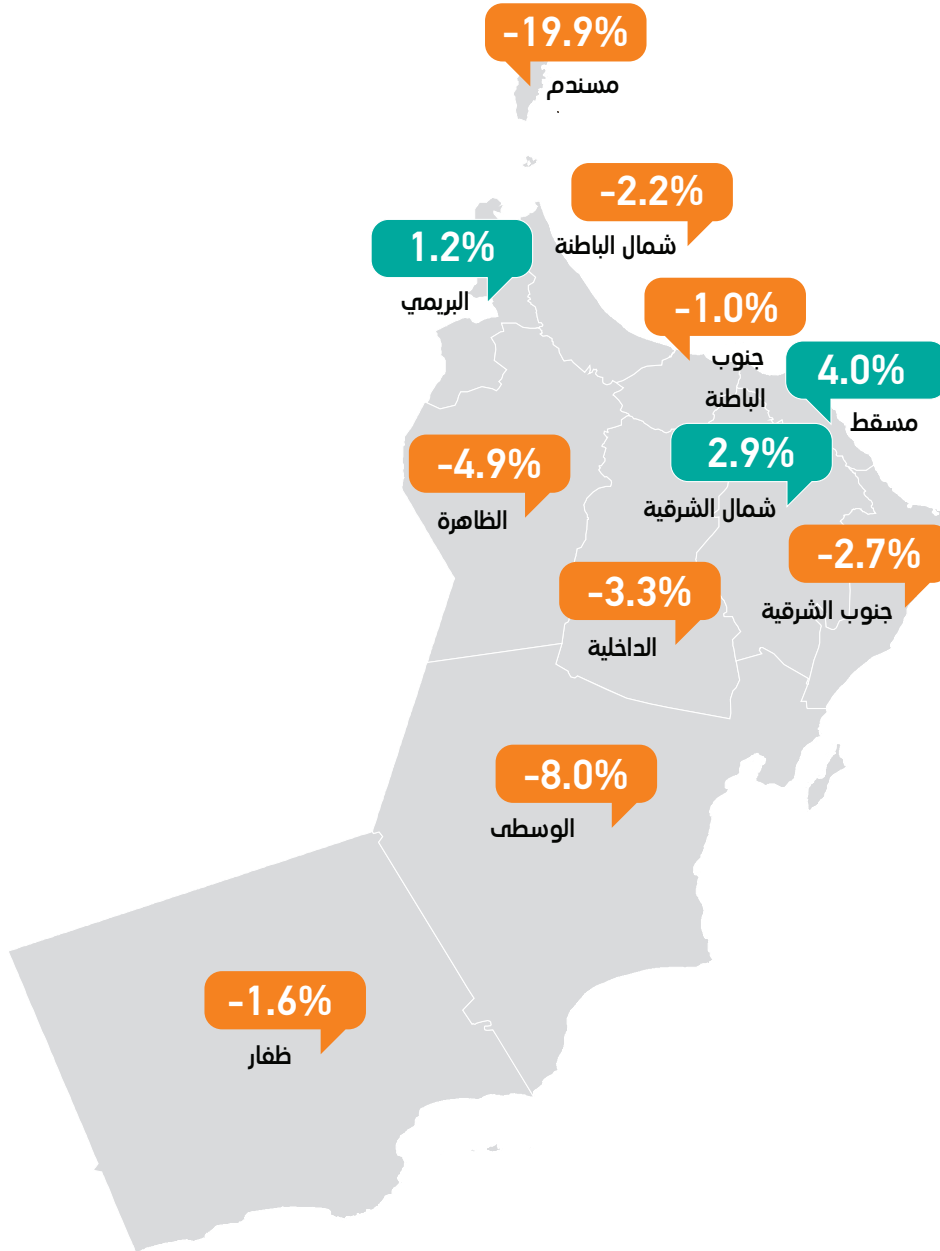 -19.9%
مسندم
-2.2%
شمال الباطنة
1.2%
البريمي
-1.0%
جنوب
الباطنة
4.0%
مسقط
-4.9%
الظاهرة
2.9%
شمال الشرقية
-2.7%
جنوب الشرقية
-3.3%
الداخلية
-8.0%
الوسطى
-1.6%
ظفار